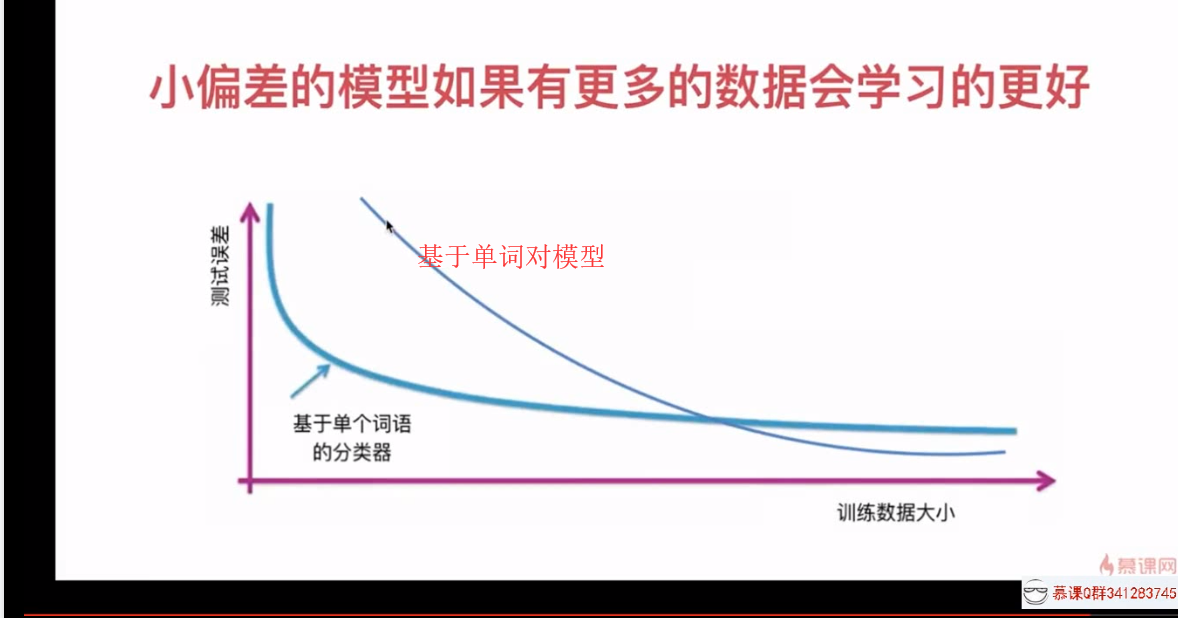 小偏差的模型如果有更多的数据会学习的更好
测试误差
基于单词对模型
基于单个词语
的分类器
训练数据大小
慕课网
慕课Q群341283745